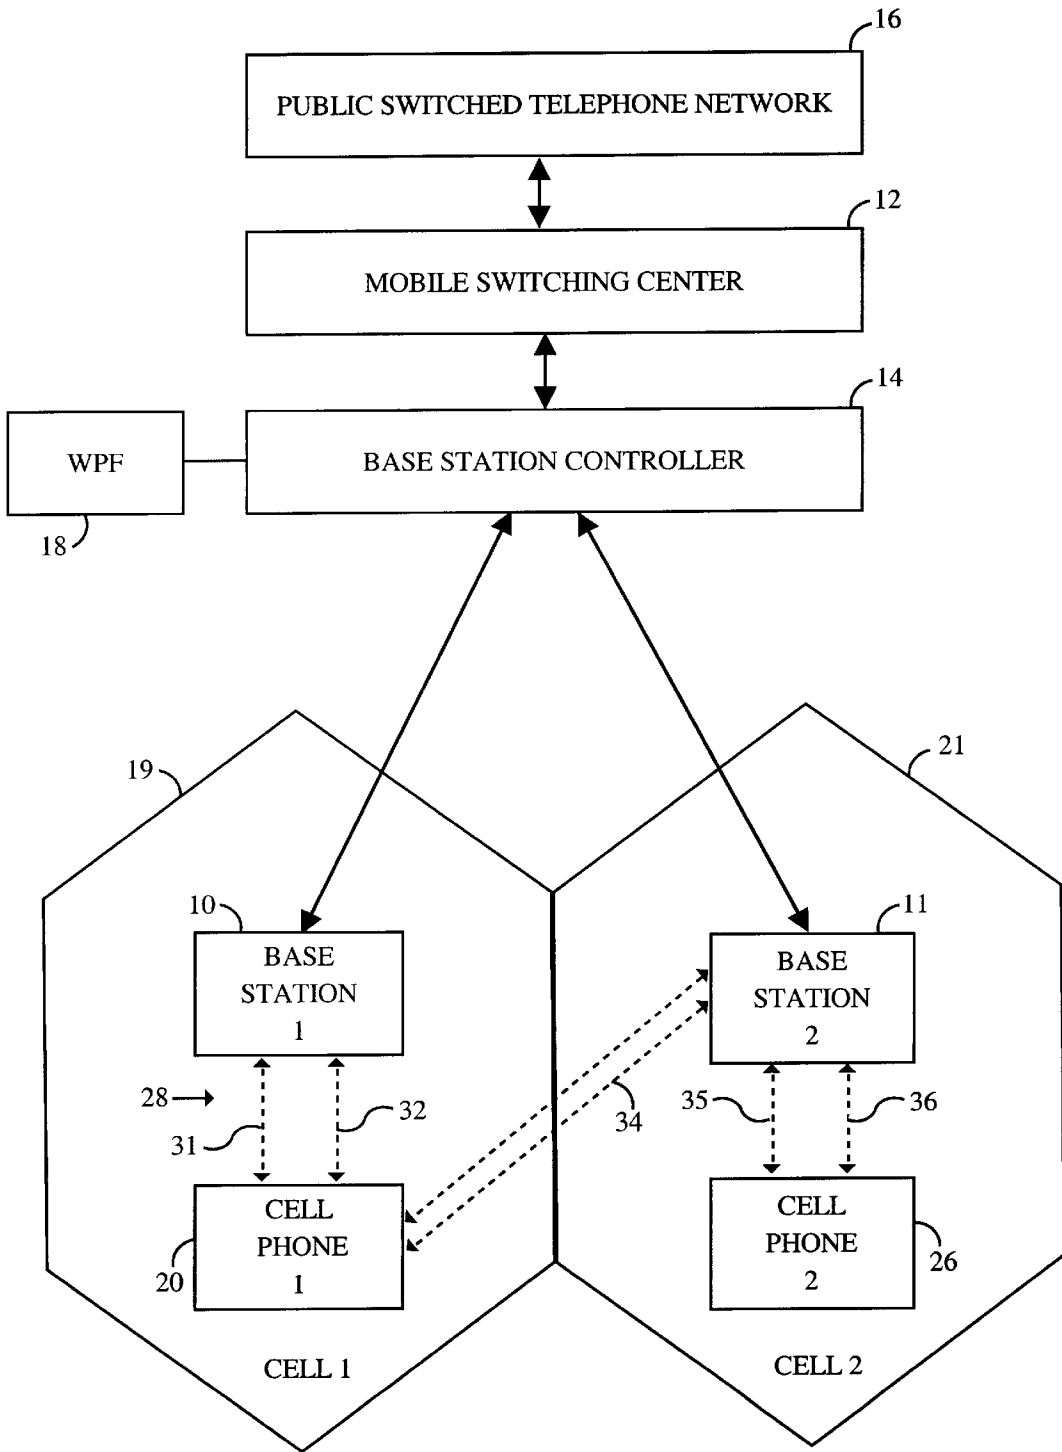 16
PUBLIC SWITCHED TELEPHONE NETWORK
12
MOBILE SWITCHING CENTER
14
WPF
BASE STATION CONTROLLER
18
19
21
10
BASE
STATION
1
11
BASE
STATION
2
28
31
32
34
35
36
CELL
PHONE
1
20
CELL
PHONE
2
26
CELL 1
CELL 2